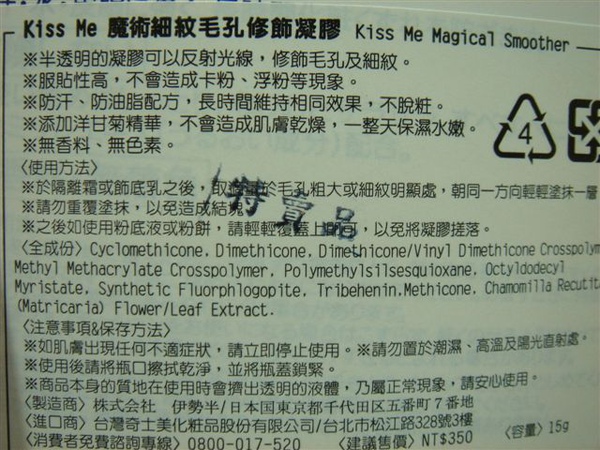 Kiss Me 魔術細紋毛孔修飾凝膠 Kiss Me Magical Smoother
※半透明的凝膠可以反射光線，修飾毛孔及細紋。
※服貼性高，不會造成卡粉、浮粉等現象。
※防汗、防油脂配方，長時間維持相同效果，不脫粧。
※添加洋甘菊精華，不會造成肌膚乾燥，一整天保濕水嫩。
※無香料、無色素。
4
〈使用方法〉
※於隔離霜或飾底乳之後，取 於毛孔粗大或細紋明顯處，朝同一方向輕輕塗抹一層
※請勿重覆塗抹，以免造成結塊
特賣品
※之後如使用粉底液或粉餅，請輕輕覆蓋上 可，以免將凝膠搓落。
〈全成份〉Cyclomethicone, Dimethicone, Dimethicone/Vinyl Dimethicone Crosspolym
Methyl Methacrylate Crosspolymer, Polymethylsilsesquioxane, Octyldodecyl
Myristate, Synthetic Fluorphlogopite, Tribehenin, Methicone, Chamomilla Recutita
(Matricaria) Flower/Leaf Extract.
〈注意事項&保存方法〉
※如肌膚出現任何不適症狀，請立即停止使用。※請勿置於潮濕、高溫及陽光直射處。
※使用後請將瓶口擦拭乾淨，並將瓶蓋鎖緊。
※商品本身的質地在使用時會擠出透明的液體，乃屬正常現象，請安心使用。
〈製造商〉株式会社 伊勢半/日本国東京都千代田区五番町7番地
〈進口商〉台灣奇士美化粧品股份有限公司/台北市松江路328號3樓
〈消費者免費諮詢專線〉0800-017-520 〈建議售價〉NT$350 〈容量〉15g